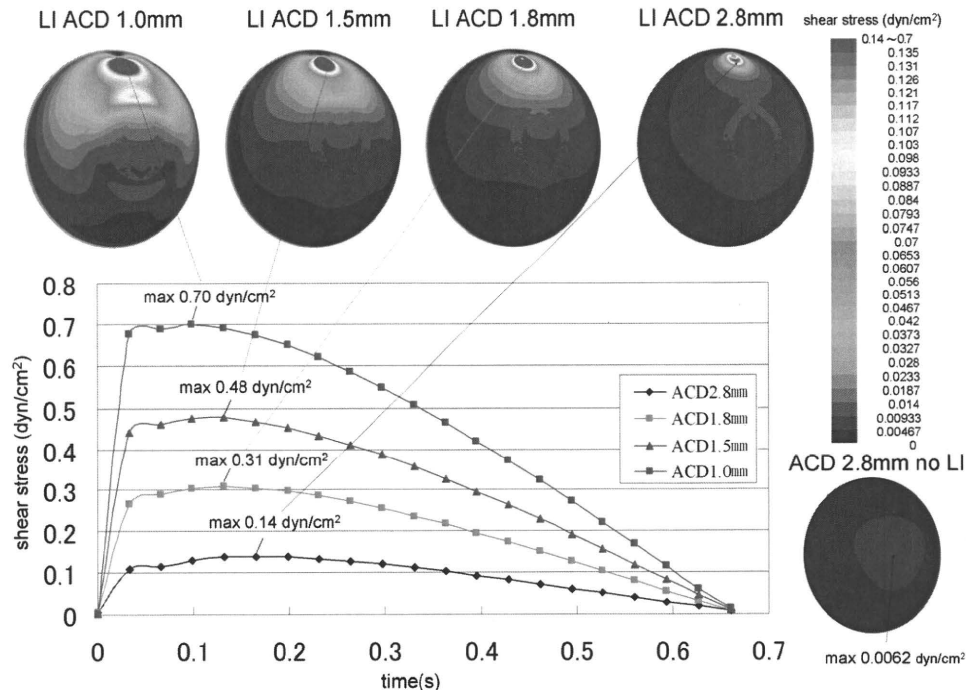 LI ACD 1.0mm
LI ACD 1.5mm
LI ACD 1.8mm
LI ACD 2.8mm
shear stress (dyn/cm²)
0.14～0.7
0.135
0.131
0.126
0.121
0.117
0.112
0.107
0.103
0.098
0.0933
0.0887
0.084
0.0793
0.0747
0.07
0.0653
0.0607
0.056
0.0513
0.0467
0.042
0.0373
0.0327
0.028
0.0233
0.0187
0.014
0.00933
0.00467
0
shear stress (dyn/cm²)
0.8
0.7
0.6
0.5
0.4
0.3
0.2
0.1
0
max 0.70 dyn/cm²
max 0.48 dyn/cm²
max 0.31 dyn/cm²
max 0.14 dyn/cm²
ACD2.8mm
ACD1.8mm
ACD1.5mm
ACD1.0mm
0
0.1
0.2
0.3
0.4
0.5
0.6
0.7
time(s)
ACD 2.8mm no LI
max 0.0062 dyn/cm²